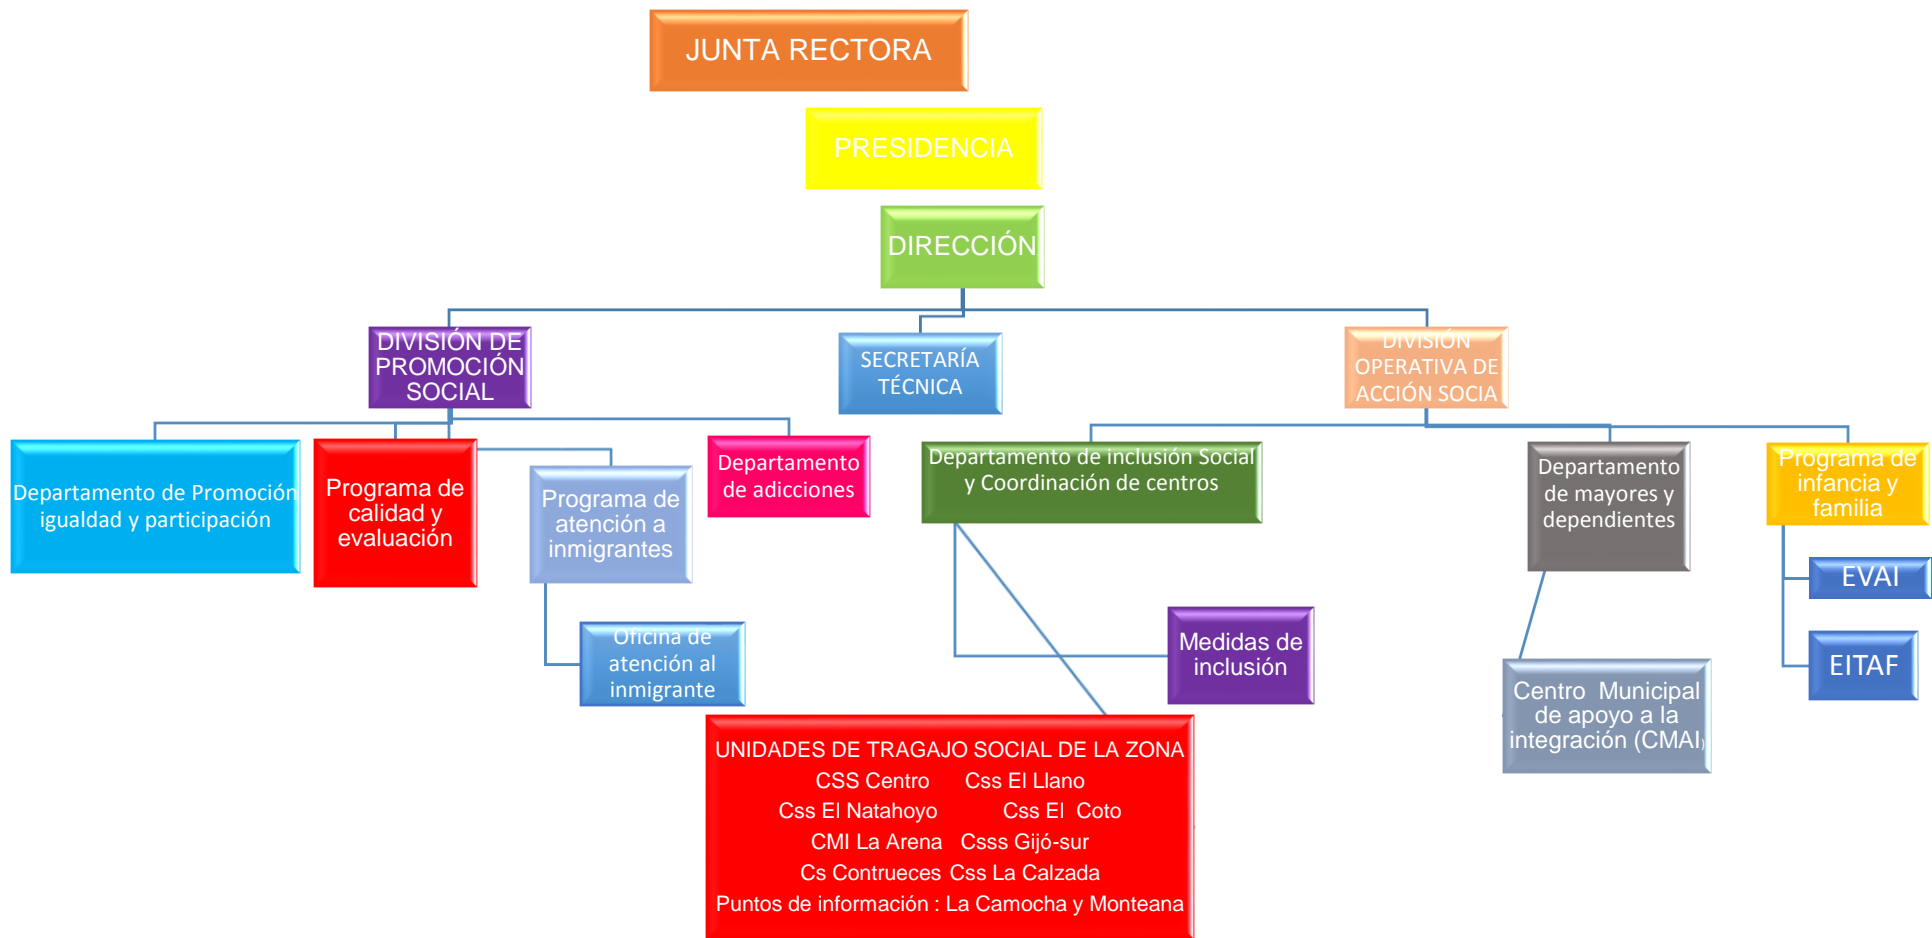 JUNTA RECTORA
PRESIDENCIA
DIRECCIÓN
DIVISIÓN DE
PROMOCIÓN
SOCIAL
SECRETARÍA
TÉCNICA
DIVISIÓN
OPERATIVA DE
ACCIÓN SOCIA
Departamento de Promoción
igualdad y participación
Programa de
calidad y
evaluación
Programa de
atención a
inmigrantes
Departamento
de adicciones
Departamento de inclusión Social
y Coordinación de centros
Departamento
de mayores y
dependientes
Programa de
infancia y
familia
EVAI
EITAF
Oficina de
atención al
inmigrante
Medidas de
inclusión
Centro Municipal
de apoyo a la
integración (CMAI)
UNIDADES DE TRAGAJO SOCIAL DE LA ZONA
CSS Centro Css El Llano
Css El Natahoyo Css El Coto
CMI La Arena Csss Gijó-sur
Cs Contrueces Css La Calzada
Puntos de información : La Camocha y Monteana